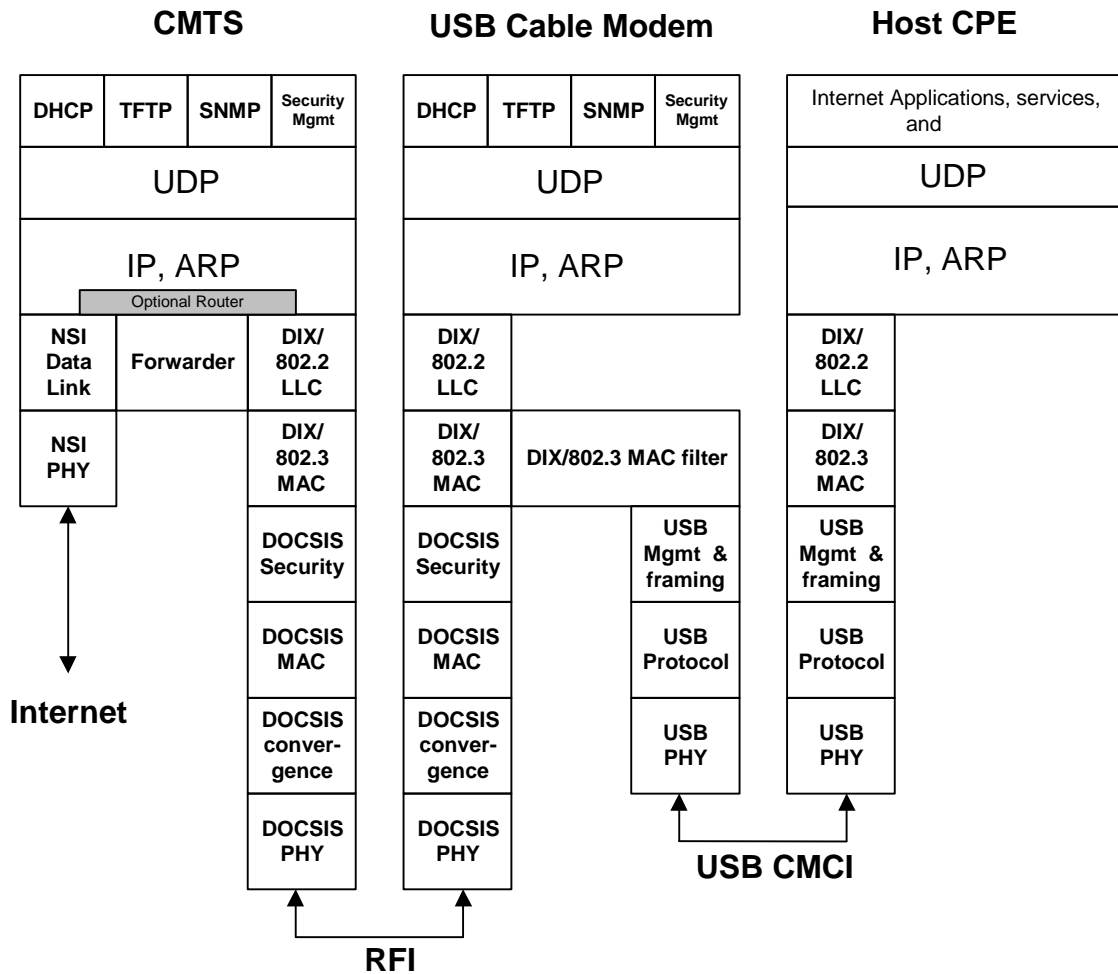 CMTS
USB Cable Modem
Host CPE
DHCP
TFTP
SNMP
Security
Mgmt
DHCP
TFTP
SNMP
Security
Mgmt
Internet Applications, services,
and
UDP
UDP
UDP
IP, ARP
IP, ARP
IP, ARP
Optional Router
NSI
Data
Link
Forwarder
DIX/
802.2
LLC
DIX/
802.2
LLC
DIX/
802.2
LLC
NSI
PHY
DIX/
802.3
MAC
DIX/
802.3
MAC
DIX/802.3 MAC filter
DIX/
802.3
MAC
DOCSIS
Security
DOCSIS
Security
USB
Mgmt &
framing
USB
Mgmt &
framing
DOCSIS
MAC
DOCSIS
MAC
USB
Protocol
USB
Protocol
Internet
DOCSIS
conver-
gence
DOCSIS
conver-
gence
USB
PHY
USB
PHY
DOCSIS
PHY
DOCSIS
PHY
USB CMCI
RFI